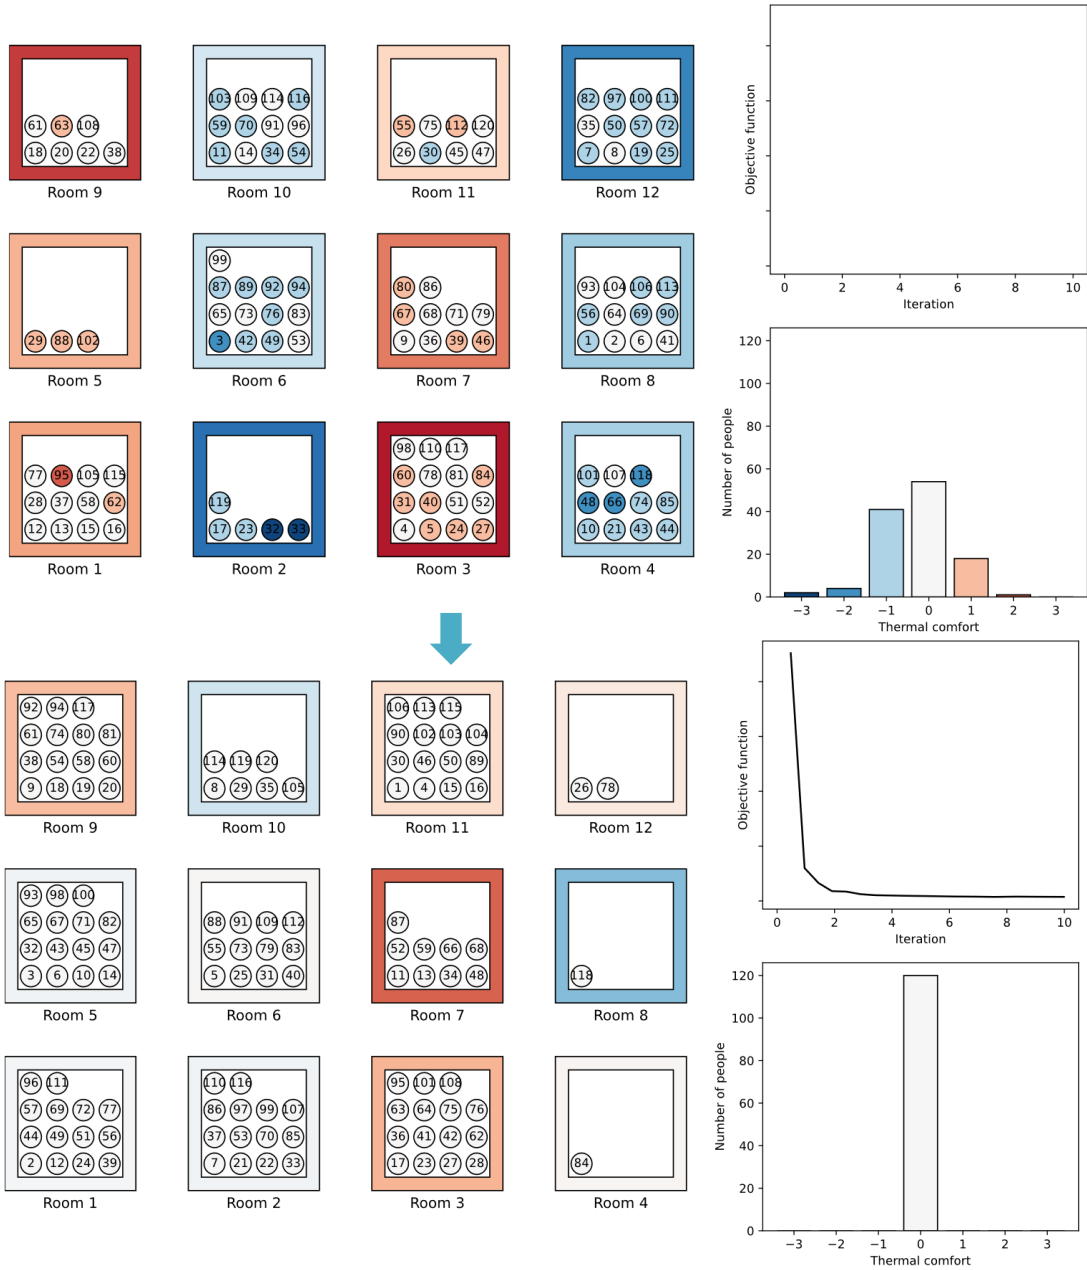 61 63 108
18 20 22 38
Room 9
103 109 114 116
59 70 91 96
11 14 34 54
Room 10
55 75 112 120
26 30 45 47
Room 11
82 97 100 111
35 50 57 72
7 8 19 25
Room 12
29 88 102
Room 5
99
87 89 92 94
65 73 76 83
3 42 49 53
Room 6
80 86
67 68 71 79
9 36 39 46
Room 7
93 104 106 113
56 64 69 90
1 2 6 41
Room 8
77 95 105 115
28 37 58 62
12 13 15 16
Room 1
119
17 23 32 33
Room 2
98 110 117
60 78 81 84
31 40 51 52
4 5 24 27
Room 3
101 107 118
48 66 74 85
10 21 43 44
Room 4
Objective function
0 2 4 6 8 10
Iteration
Number of people
120
100
80
60
40
20
0
−3 −2 −1 0 1 2 3
Thermal comfort
92 94 117
61 74 80 81
38 54 58 60
9 18 19 20
Room 9
114 119 120
8 29 35 105
Room 10
106 113 115
90 102 103 104
30 46 50 89
1 4 15 16
Room 11
26 78
Room 12
93 98 100
65 67 71 82
32 43 45 47
3 6 10 14
Room 5
88 91 109 112
55 73 79 83
5 25 31 40
Room 6
87
52 59 66 68
11 13 34 48
Room 7
118
Room 8
96 111
57 69 72 77
44 49 51 56
2 12 24 39
Room 1
110 116
86 97 99 107
37 53 70 85
7 21 22 33
Room 2
95 101 108
63 64 75 76
36 41 42 62
17 23 27 28
Room 3
84
Room 4
Objective function
0 2 4 6 8 10
Iteration
Number of people
120
100
80
60
40
20
0
−3 −2 −1 0 1 2 3
Thermal comfort